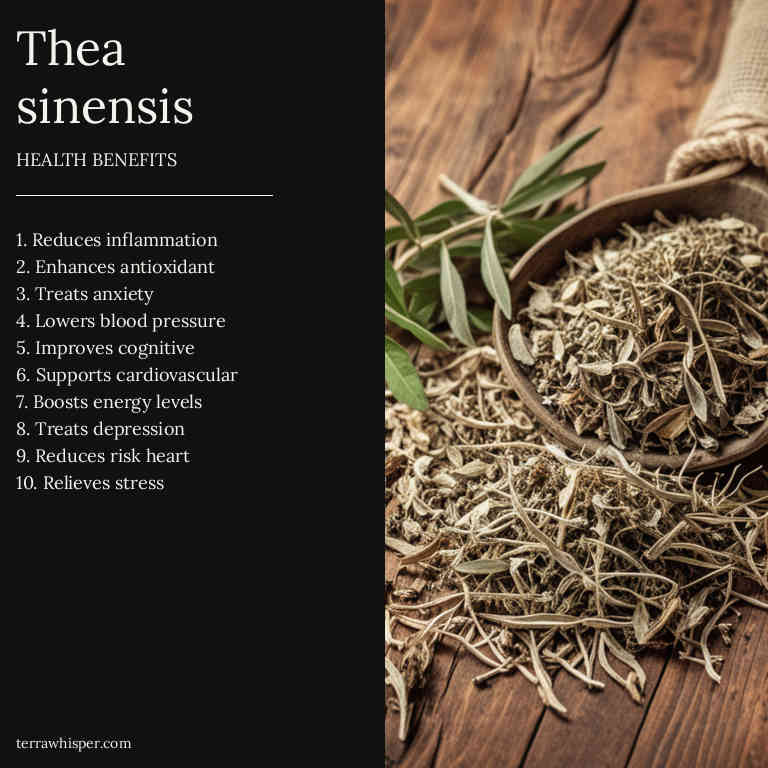 Thea
sinensis
HEALTH BENEFITS
1. Reduces inflammation
2. Enhances antioxidant
3. Treats anxiety
4. Lowers blood pressure
5. Improves cognitive
6. Supports cardiovascular
7. Boosts energy levels
8. Treats depression
9. Reduces risk heart
10. Relieves stress
terrawhisper.com